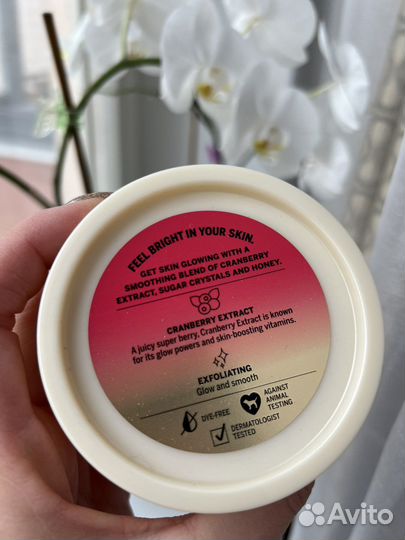 FEEL BRIGHT IN YOUR SKIN.
GET SKIN GLOWING WITH A
SMOOTHING BLEND OF CRANBERRY
EXTRACT, SUGAR CRYSTALS AND HONEY.
CRANBERRY EXTRACT
A juicy super berry, Cranberry Extract is known
for its glow powers and skin-boosting vitamins.
EXFOLIATING
Glow and smooth
DYE-FREE
AGAINST
ANIMAL
TESTING
DERMATOLOGIST
TESTED
Avito